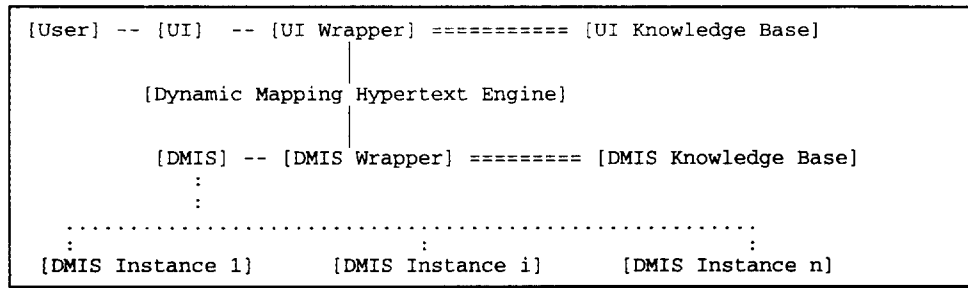 [User] -- [UI] -- [UI Wrapper] =========== [UI Knowledge Base]
[Dynamic Mapping Hypertext Engine]
[DMIS] -- [DMIS Wrapper] ========= [DMIS Knowledge Base]
[DMIS Instance 1] [DMIS Instance i] [DMIS Instance n]